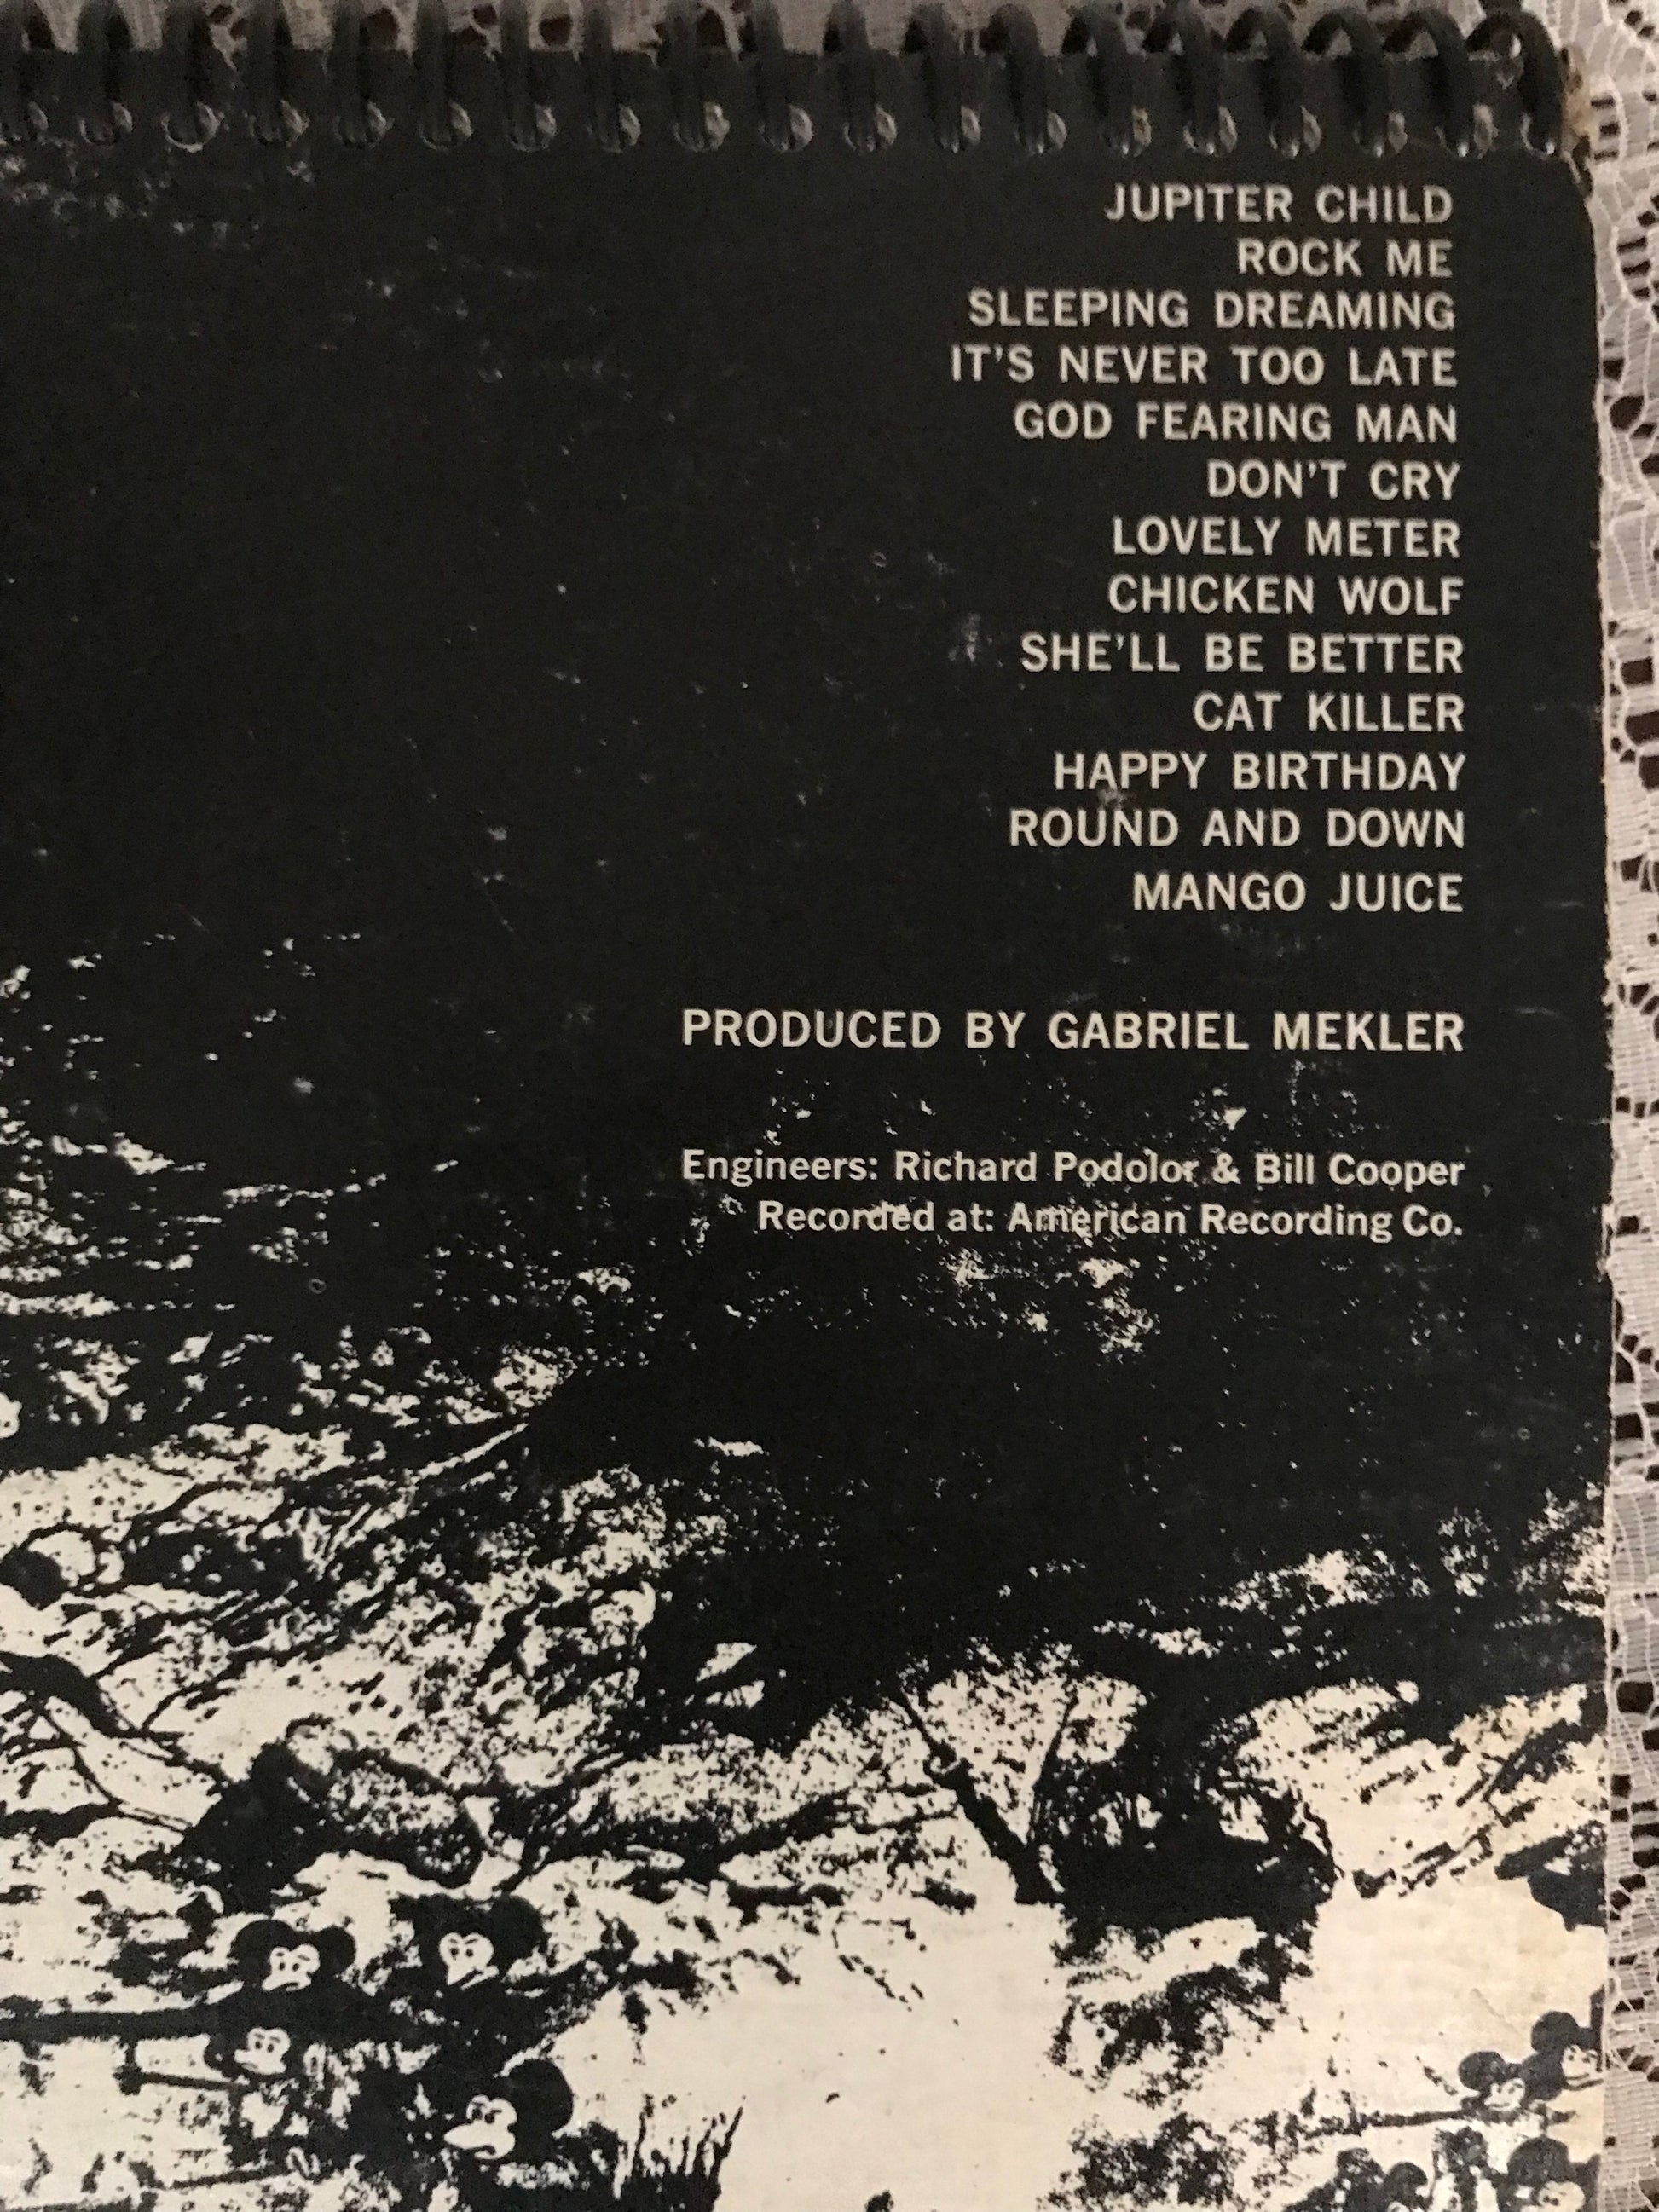 JUPITER CHILD
ROCK ME
SLEEPING DREAMING
IT'S NEVER TOO LATE
GOD FEARING MAN
DON'T CRY
LOVELY METER
CHICKEN WOLF
SHE'LL BE BETTER
CAT KILLER
HAPPY BIRTHDAY
ROUND AND DOWN
MANGO JUICE
PRODUCED BY GABRIEL MEKLER
Engineers: Richard Podolor & Bill Cooper
Recorded at: American Recording Co.